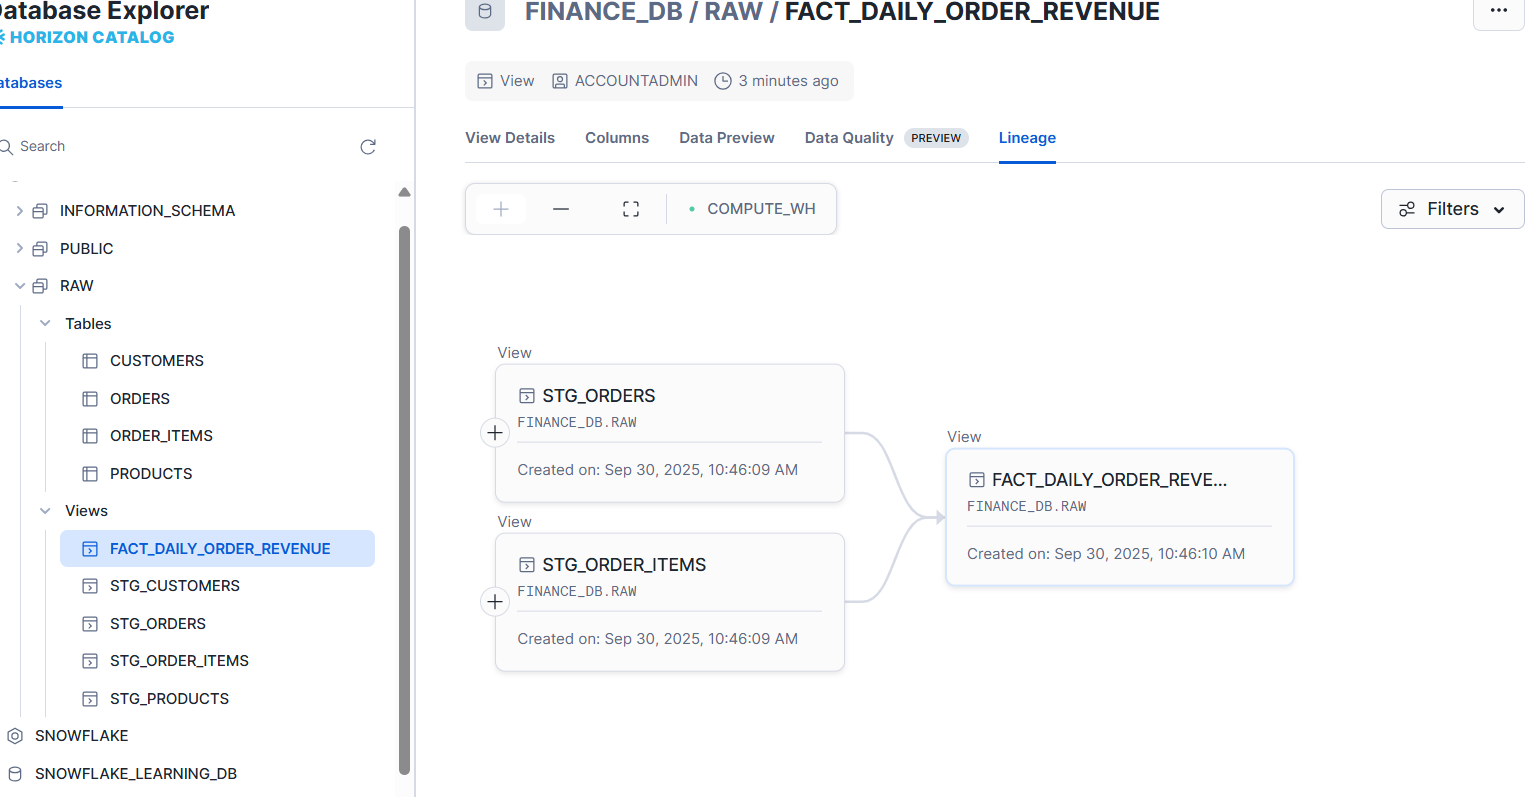 Database Explorer
HORIZON CATALOG
Databases
Search
INFORMATION_SCHEMA
PUBLIC
RAW
Tables
CUSTOMERS
ORDERS
ORDER_ITEMS
PRODUCTS
Views
FACT_DAILY_ORDER_REVENUE
STG_CUSTOMERS
STG_ORDERS
STG_ORDER_ITEMS
STG_PRODUCTS
SNOWFLAKE
SNOWFLAKE_LEARNING_DB
FINANCE_DB / RAW / FACT_DAILY_ORDER_REVENUE
View ACCOUNTADMIN 3 minutes ago
View Details Columns Data Preview Data Quality PREVIEW Lineage
COMPUTE_WH
Filters
View
STG_ORDERS
FINANCE_DB.RAW
Created on: Sep 30, 2025, 10:46:09 AM
View
STG_ORDER_ITEMS
FINANCE_DB.RAW
Created on: Sep 30, 2025, 10:46:09 AM
View
FACT_DAILY_ORDER_REVE...
FINANCE_DB.RAW
Created on: Sep 30, 2025, 10:46:10 AM